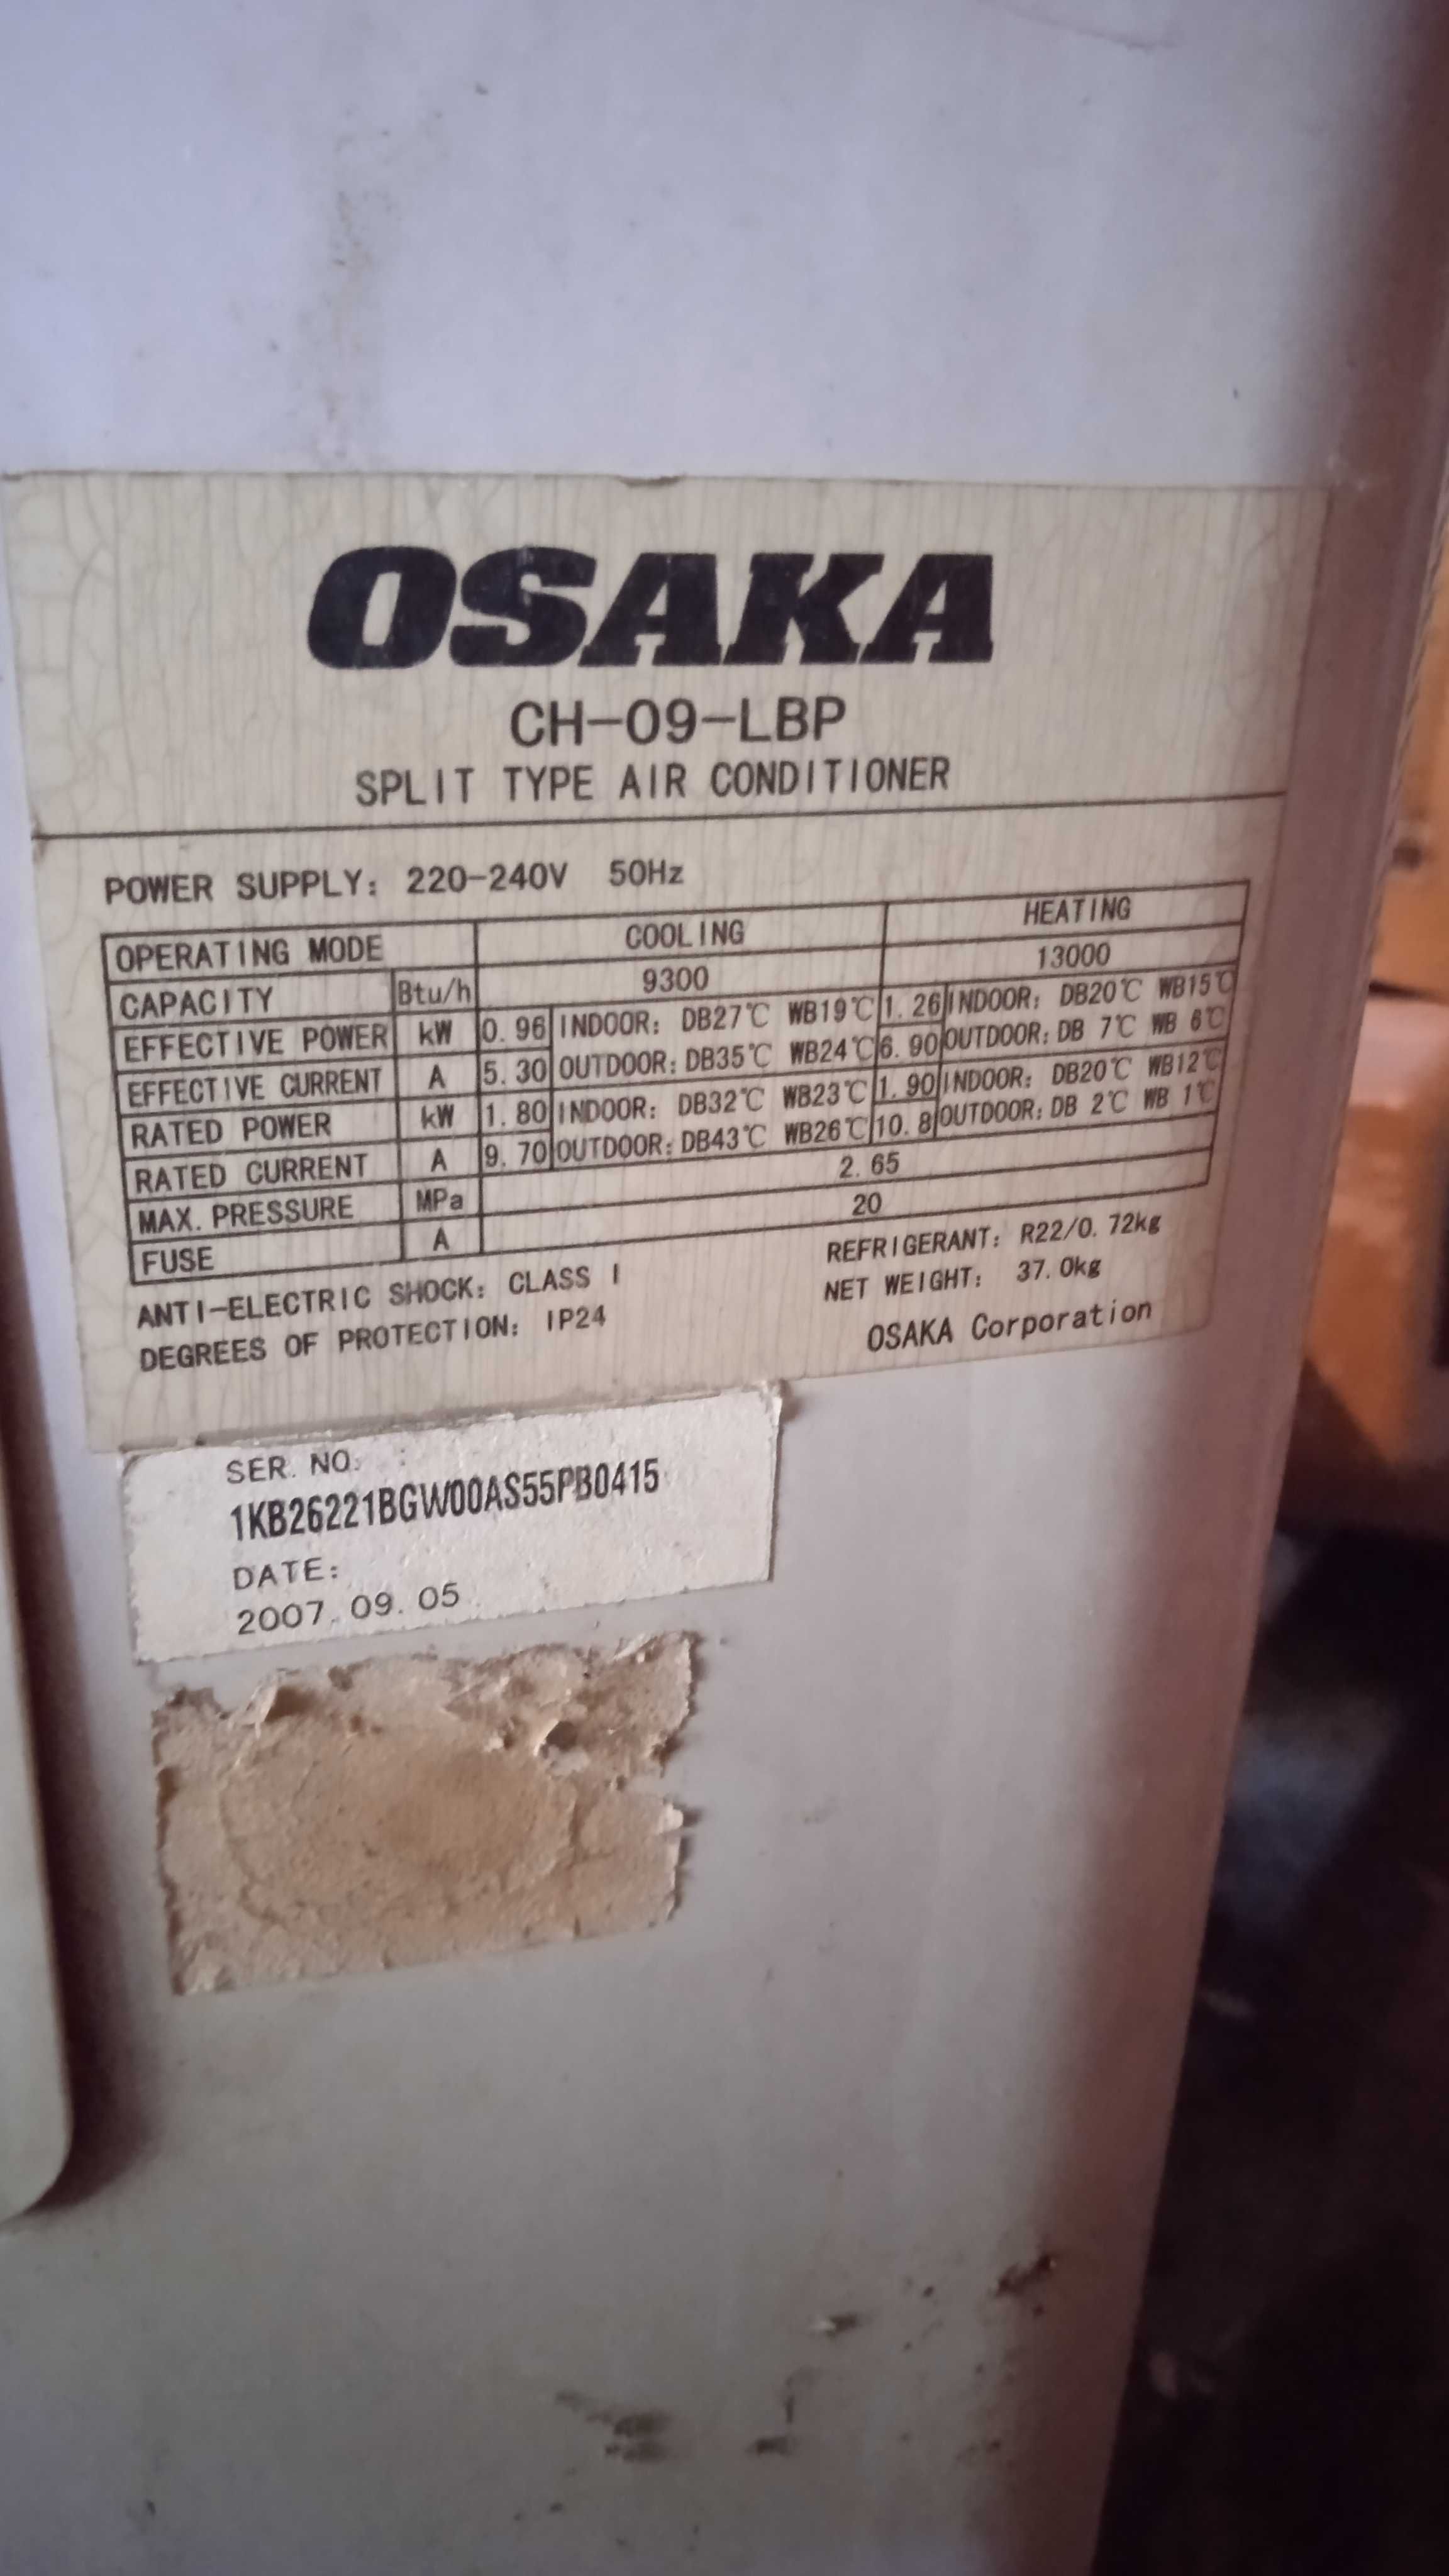 OSAKA
CH-09-LBP
SPLIT TYPE AIR CONDITIONER
POWER SUPPLY: 220-240V 50Hz
OPERATING MODE COOLING HEATING
CAPACITY Btu/h 9300 13000
EFFECTIVE POWER kW 0.96 INDOOR: DB27℃ WB19℃ 1.26 INDOOR: DB20℃ WB15℃
EFFECTIVE CURRENT A 5.30 OUTDOOR: DB35℃ WB24℃ 6.90 OUTDOOR: DB 7℃ WB 6℃
RATED POWER kW 1.80 INDOOR: DB32℃ WB23℃ 1.90 INDOOR: DB20℃ WB12℃
RATED CURRENT A 9.70 OUTDOOR: DB43℃ WB26℃ 10.8 OUTDOOR: DB 2℃ WB 1℃
MAX. PRESSURE MPa 2.65
FUSE A 20
ANTI-ELECTRIC SHOCK: CLASS I REFRIGERANT: R22/0.72kg
DEGREES OF PROTECTION: IP24 NET WEIGHT: 37.0kg
OSAKA Corporation
SER. NO. :
1KB26221BGW00AS55PB0415
DATE:
2007.09.05